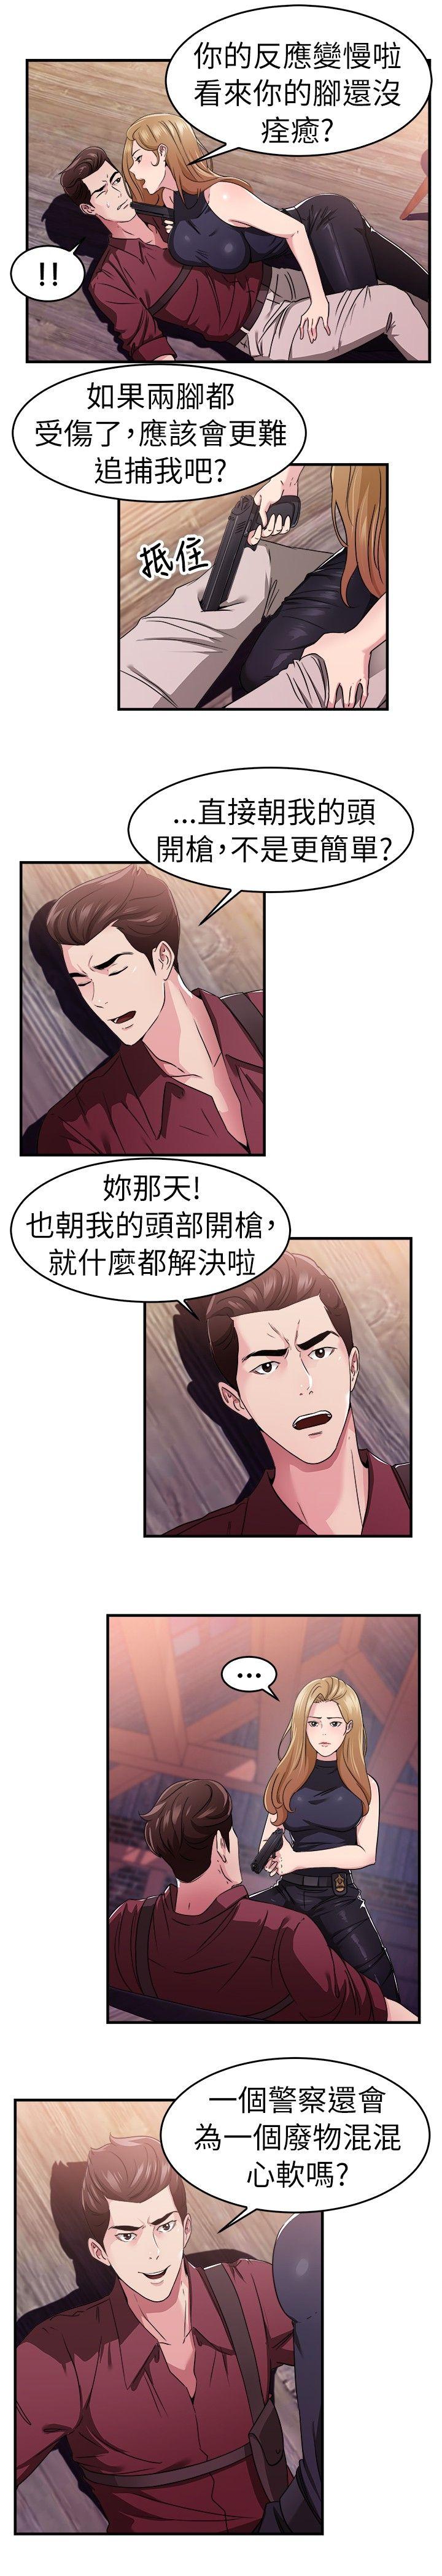 你的反應變慢啦
看來你的腳還沒
痊癒?
!!
如果兩腳都
受傷了,應該會更難
追捕我吧?
抵住
...直接朝我的頭
開槍,不是更簡單?
妳那天!
也朝我的頭部開槍,
就什麼都解決啦
...
一個警察還會
為一個廢物混混
心軟嗎?